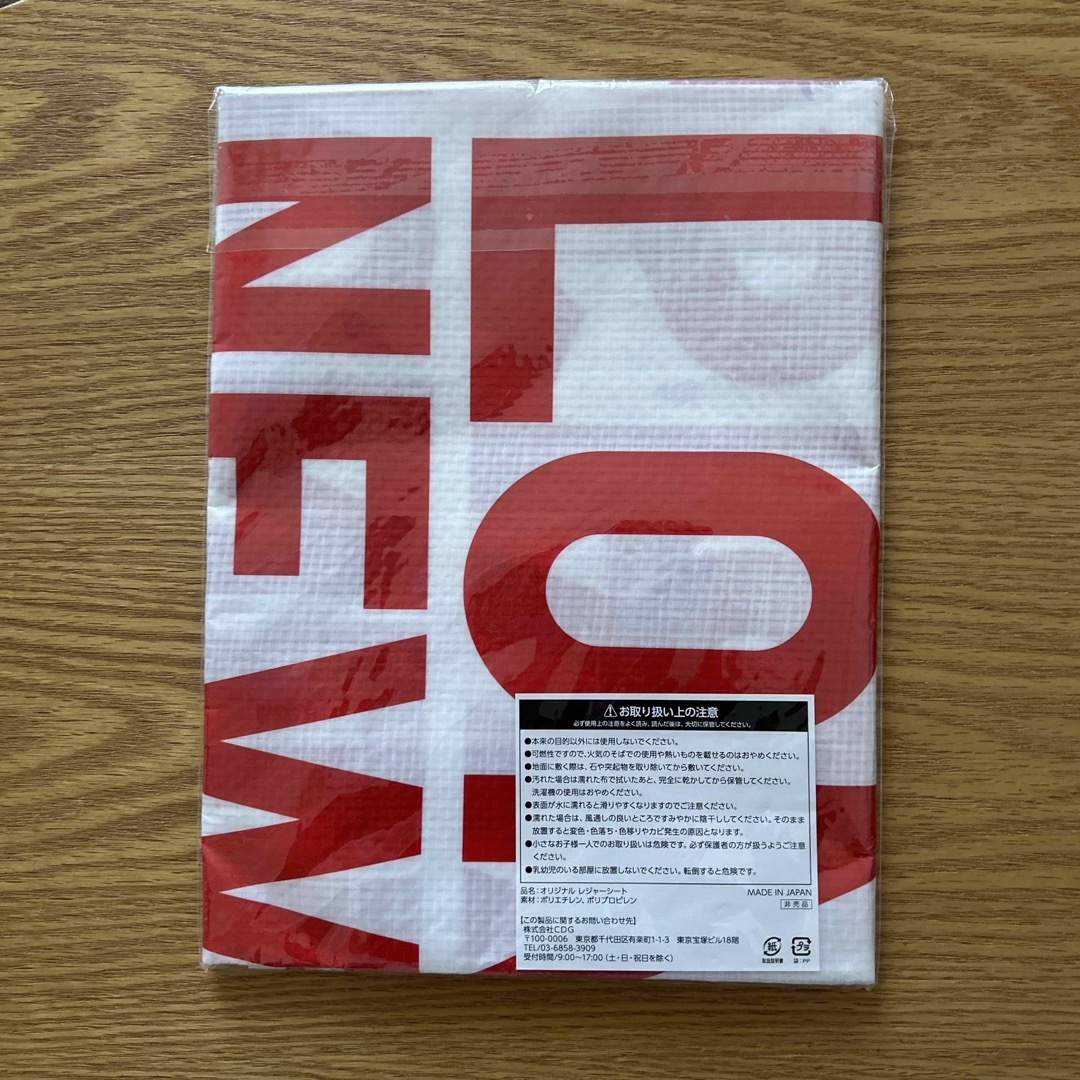 NEW
LO
⚠お取り扱い上の注意
必ず使用上の注意をよく読み、読んだ後は、大切に保管してください。
●本来の目的以外には使用しないでください。
●可燃性ですので、火気のそばでの使用や熱いものを載せるのはおやめください。
●地面に敷く際は、石や突起物を取り除いてから敷いてください。
●汚れた場合は濡れた布で拭いたあと、完全に乾かしてから保管してください。
洗濯機の使用はおやめください。
●表面が水に濡れると滑りやすくなりますのでご注意ください。
●濡れた場合は、風通しの良いところですみやかに陰干ししてください。そのまま
放置すると変色・色落ち・色移りやカビ発生の原因となります。
●小さなお子様一人でのお取り扱いは危険です。必ず保護者の方が扱うようご注意
ください。
●乳幼児のいる部屋に放置しないでください。転倒すると危険です。
品名：オリジナル レジャーシート
素材：ポリエチレン、ポリプロピレン
MADE IN JAPAN
非売品
【この製品に関するお問い合わせ先】
株式会社CDG
〒100-0006 東京都千代田区有楽町1-1-3 東京宝塚ビル18階
TEL/03-6858-3909
受付時間/9:00～17:00（土・日・祝日を除く）
紙
取扱説明書
プラ
袋：PP